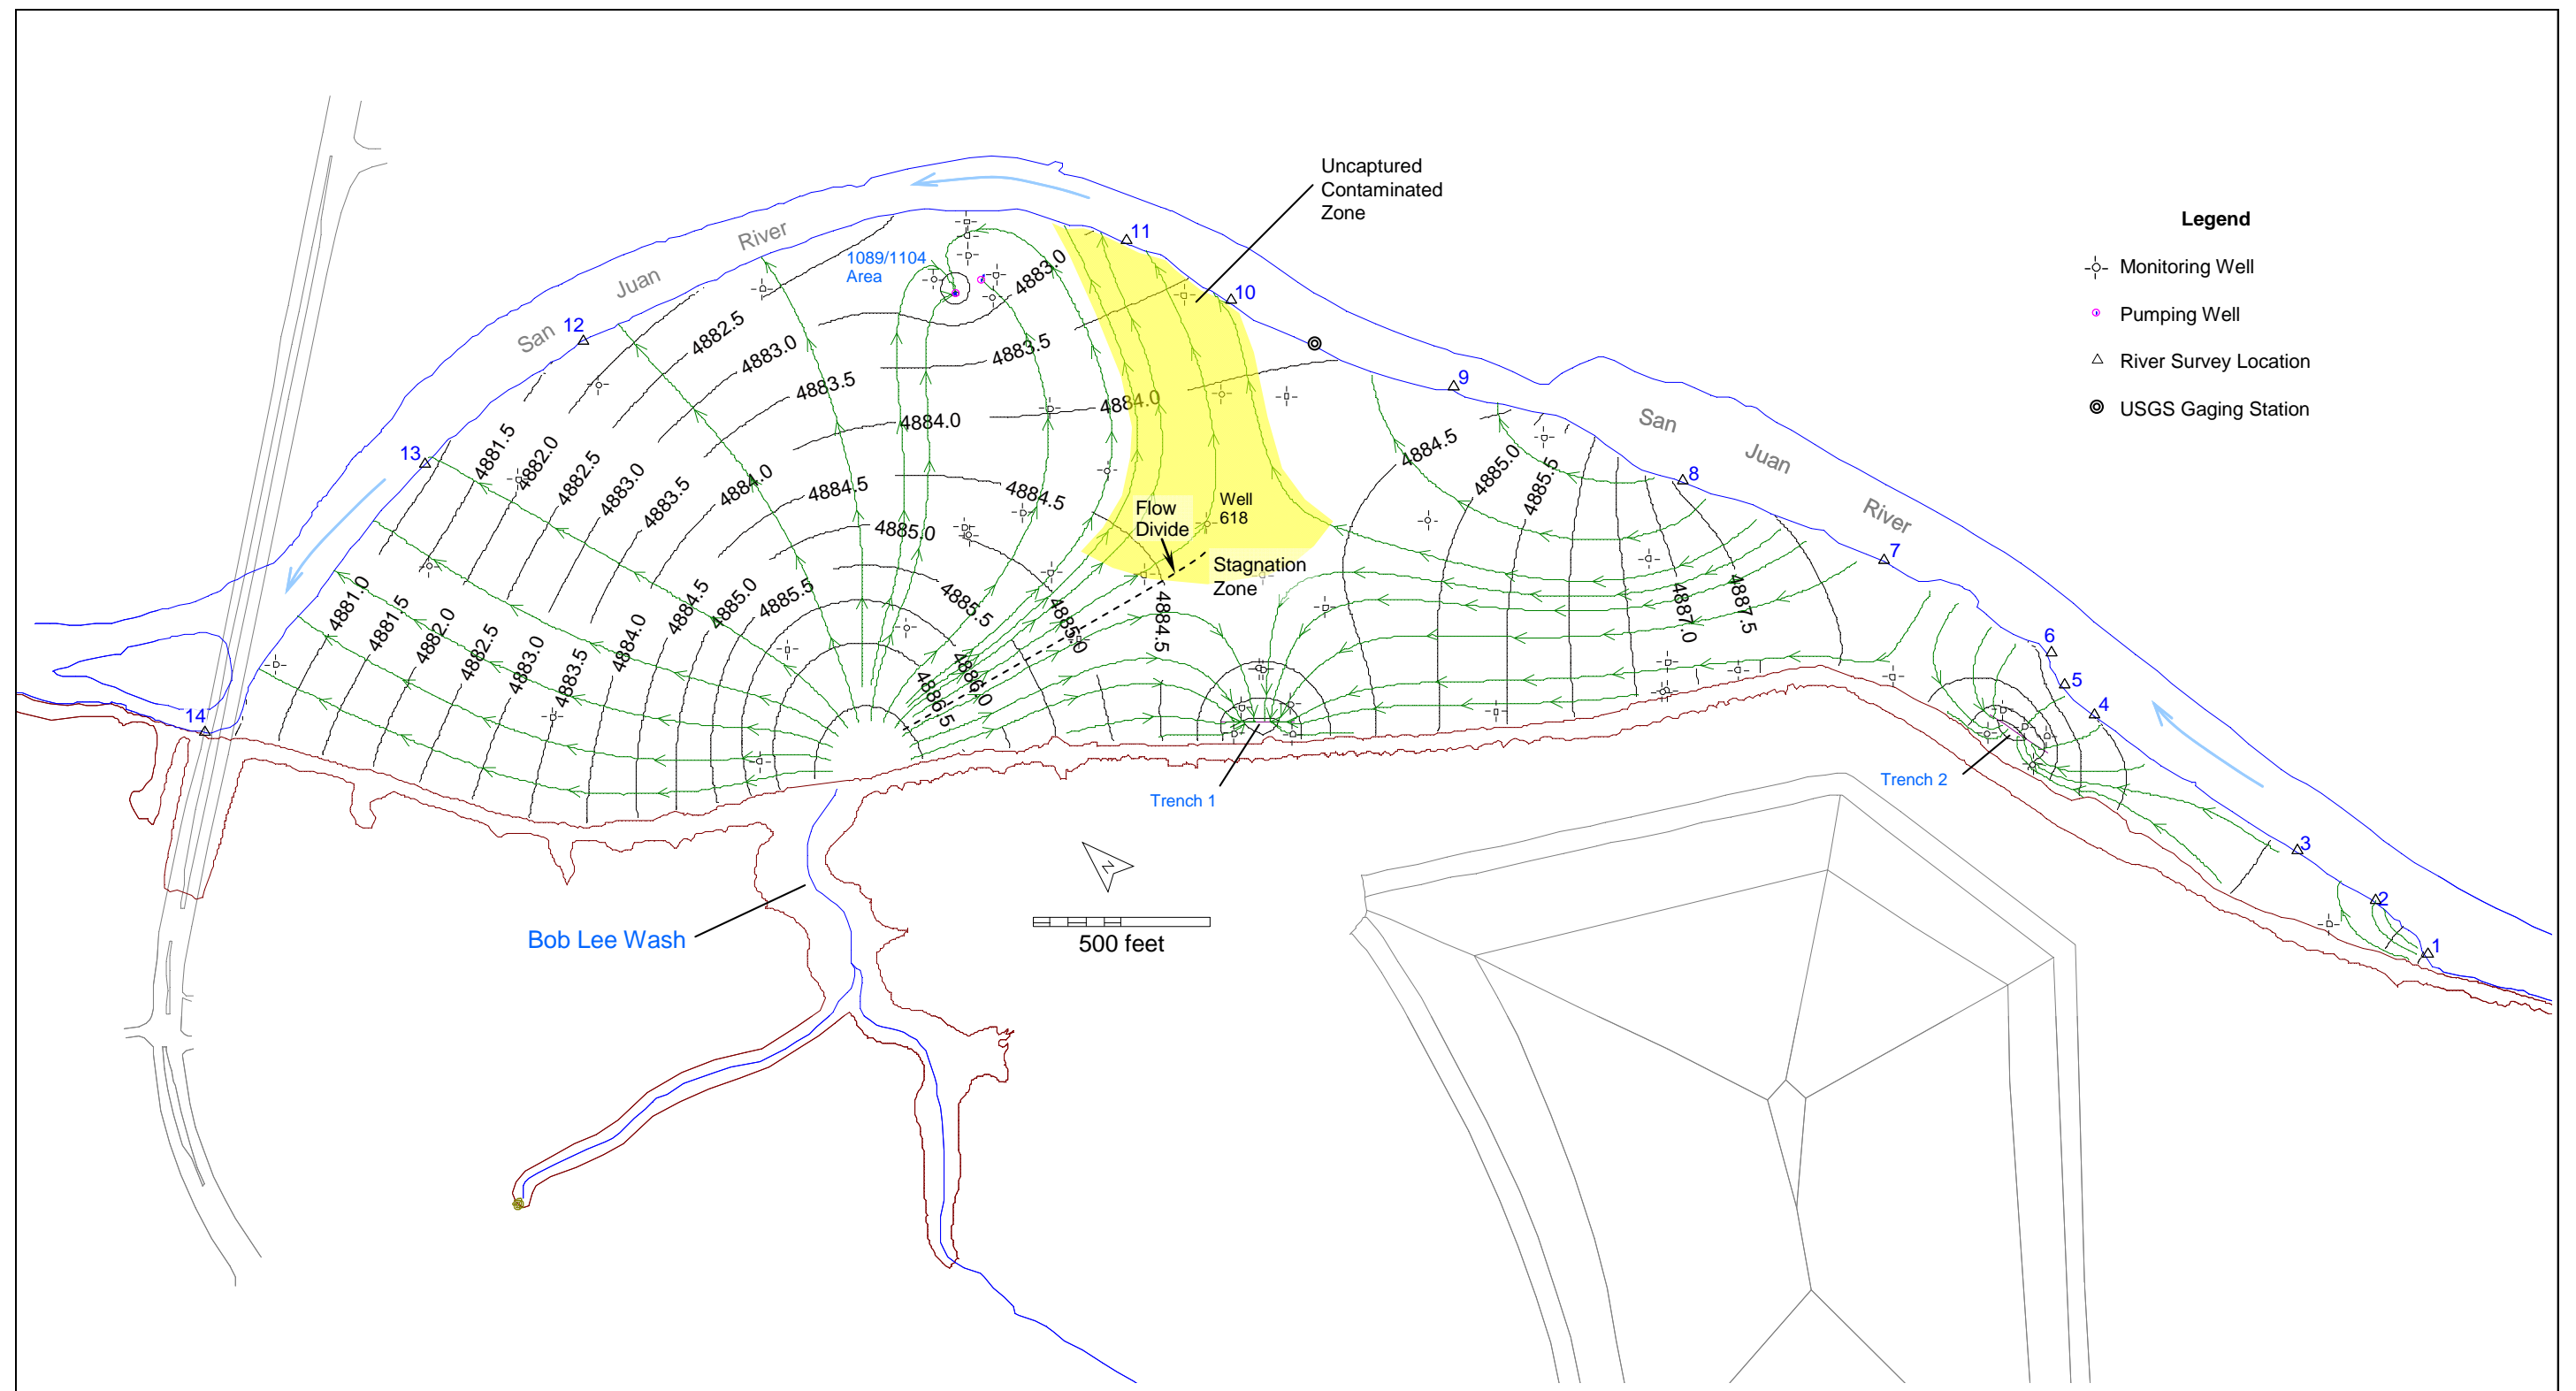 Uncaptured
Contaminated
Zone
Legend
Monitoring Well
Pumping Well
River Survey Location
USGS Gaging Station
San Juan River
1089/1104
Area
11
10
9
8
7
6
5
4
3
2
1
12
13
14
San Juan River
4883.0
4882.5
4883.0
4883.5
4884.0
4884.5
4885.0
4885.5
4883.5
4884.0
4884.5
4881.5
4882.0
4882.5
4883.0
4883.5
4884.0
4884.5
4885.0
4885.5
4881.0
4881.5
4882.0
4882.5
4883.0
4883.5
4884.0
4884.5
4885.0
4885.5
4886.0
4886.5
4885.0
4884.5
4887.0
4887.5
Flow
Divide
Well
618
Stagnation
Zone
Trench 1
Trench 2
Bob Lee Wash
N
500 feet